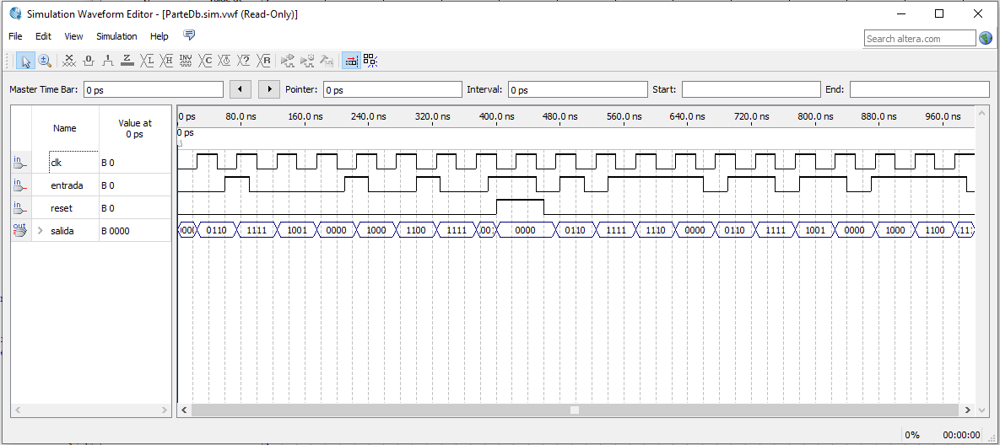 Simulation Waveform Editor - [ParteDb.sim.vwf (Read-Only)]
File Edit View Simulation Help
Search altera.com
Master Time Bar: 0 ps Pointer: 0 ps Interval: 0 ps Start: End:
Name Value at 0 ps
0 ps 80.0 ns 160.0 ns 240.0 ns 320.0 ns 400.0 ns 480.0 ns 560.0 ns 640.0 ns 720.0 ns 800.0 ns 880.0 ns 960.0 ns
0 ps
in clk B 0
in entrada B 0
in reset B 0
out salida B 0000 0110 1111 1001 0000 1000 1100 1111 0000 0110 1111 1110 0000 0110 1111 1001 0000 1000 1100
0% 00:00:00